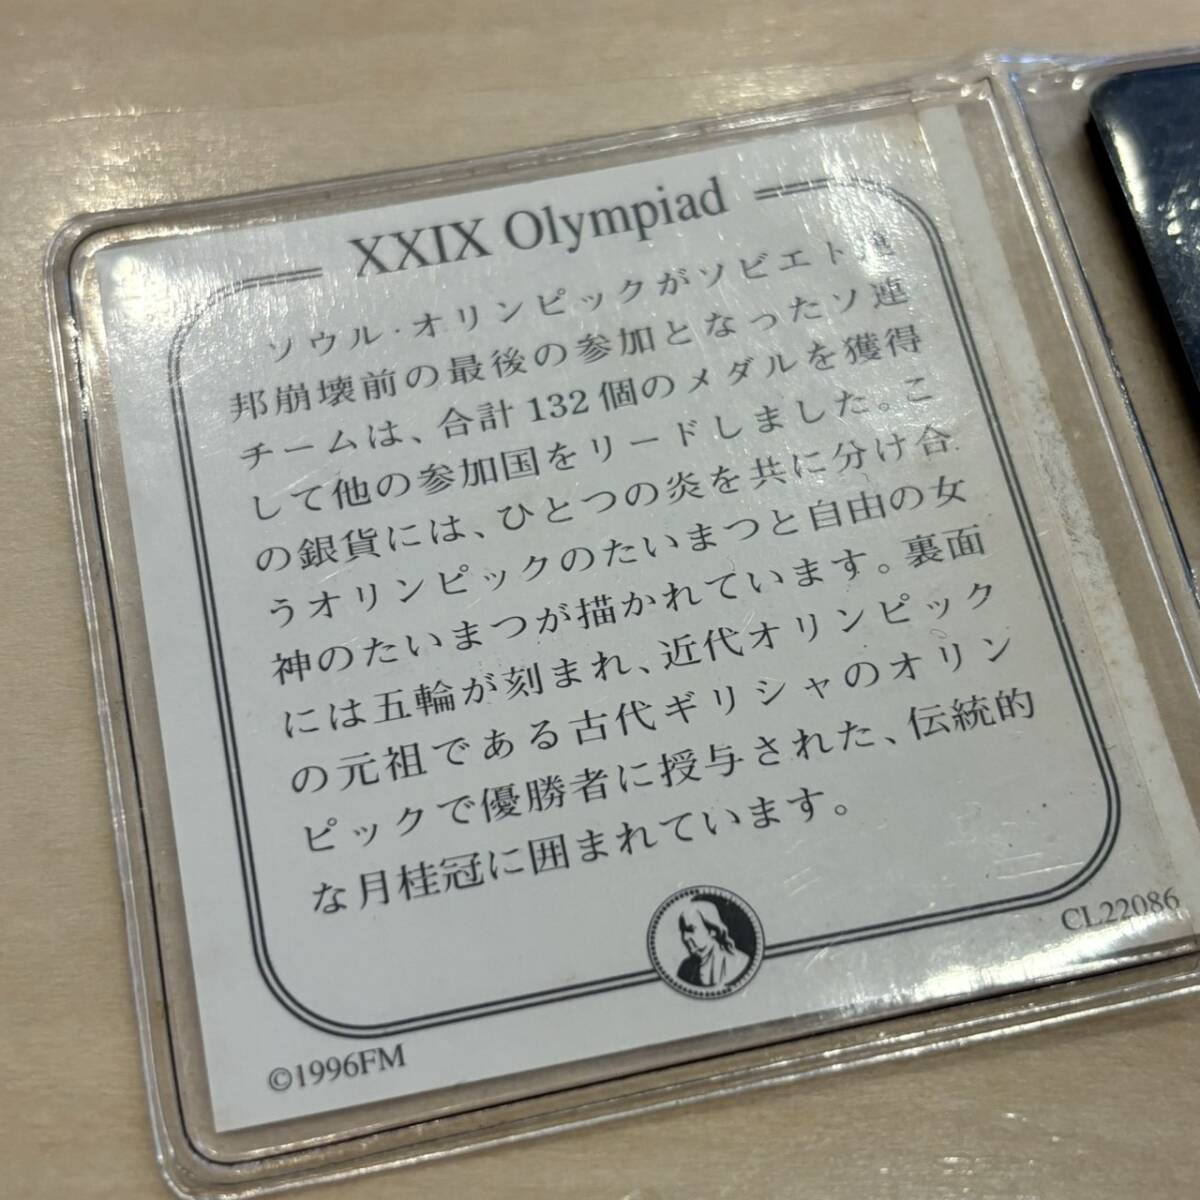 XXIX Olympiad
ソウル・オリンピックがソビエト連
邦崩壊前の最後の参加となったソ連
チームは、合計132個のメダルを獲得
して他の参加国をリードしました。こ
の銀貨には、ひとつの炎を共に分け合
うオリンピックのたいまつと自由の女
神のたいまつが描かれています。裏面
には五輪が刻まれ、近代オリンピック
の元祖である古代ギリシャのオリン
ピックで優勝者に授与された、伝統的
な月桂冠に囲まれています。
©1996FM
CL22086